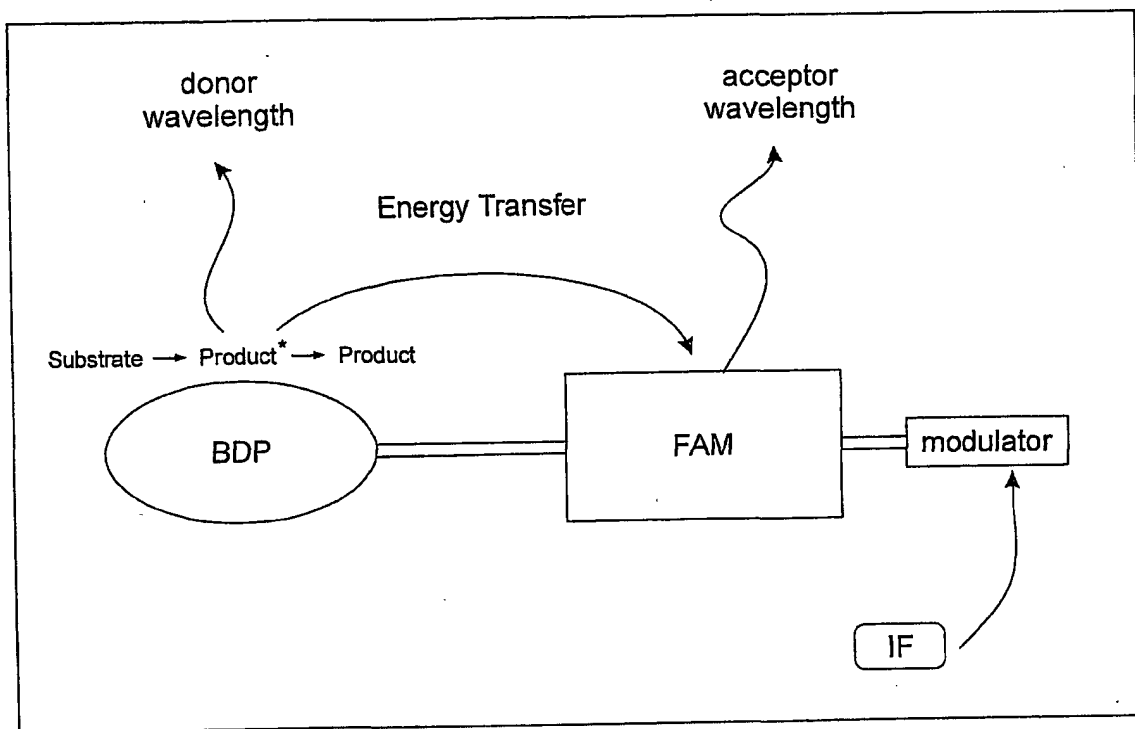 donor
wavelength
acceptor
wavelength
Energy Transfer
Substrate → Product* → Product
BDP
FAM
modulator
IF